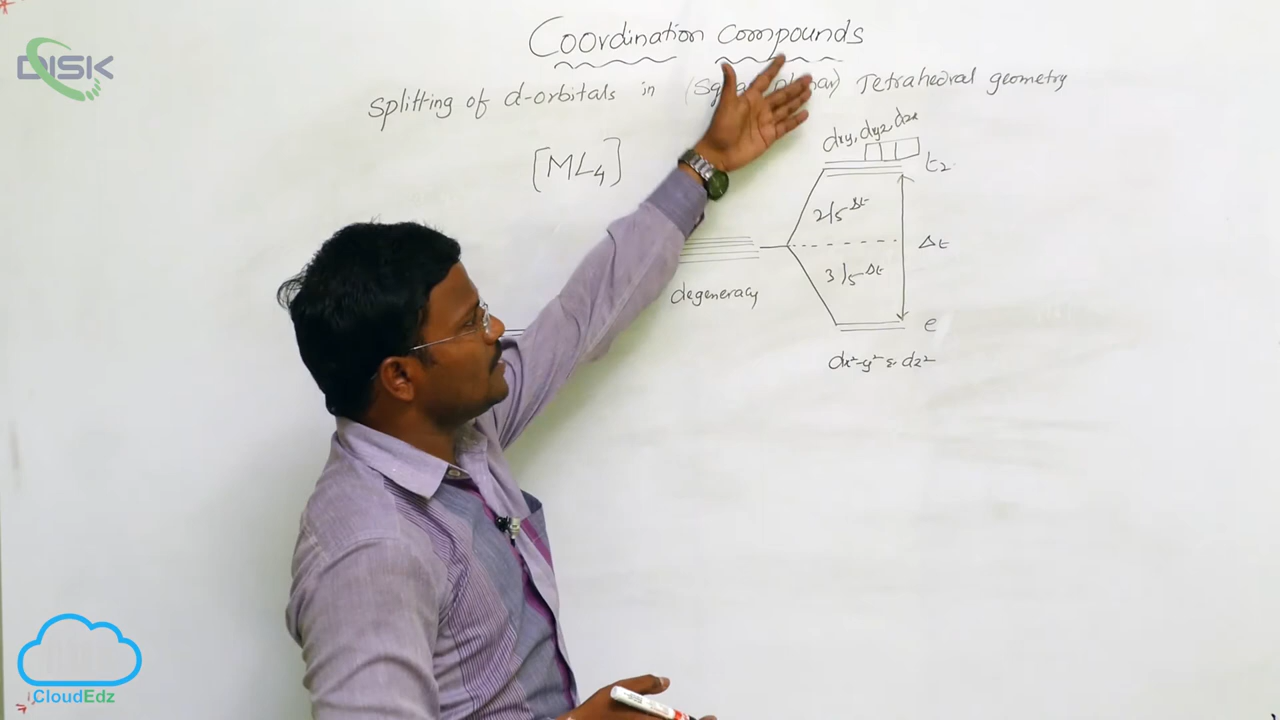 DISK
Coordination compounds
Splitting of d-orbitals in (Square planar) Tetrahedral geometry
[ML4]
dxy, dyz dzx
t2
2/5 Δt
Δt
3/5 Δt
degeneracy
e
dx²-y² & dz²
CloudEdz